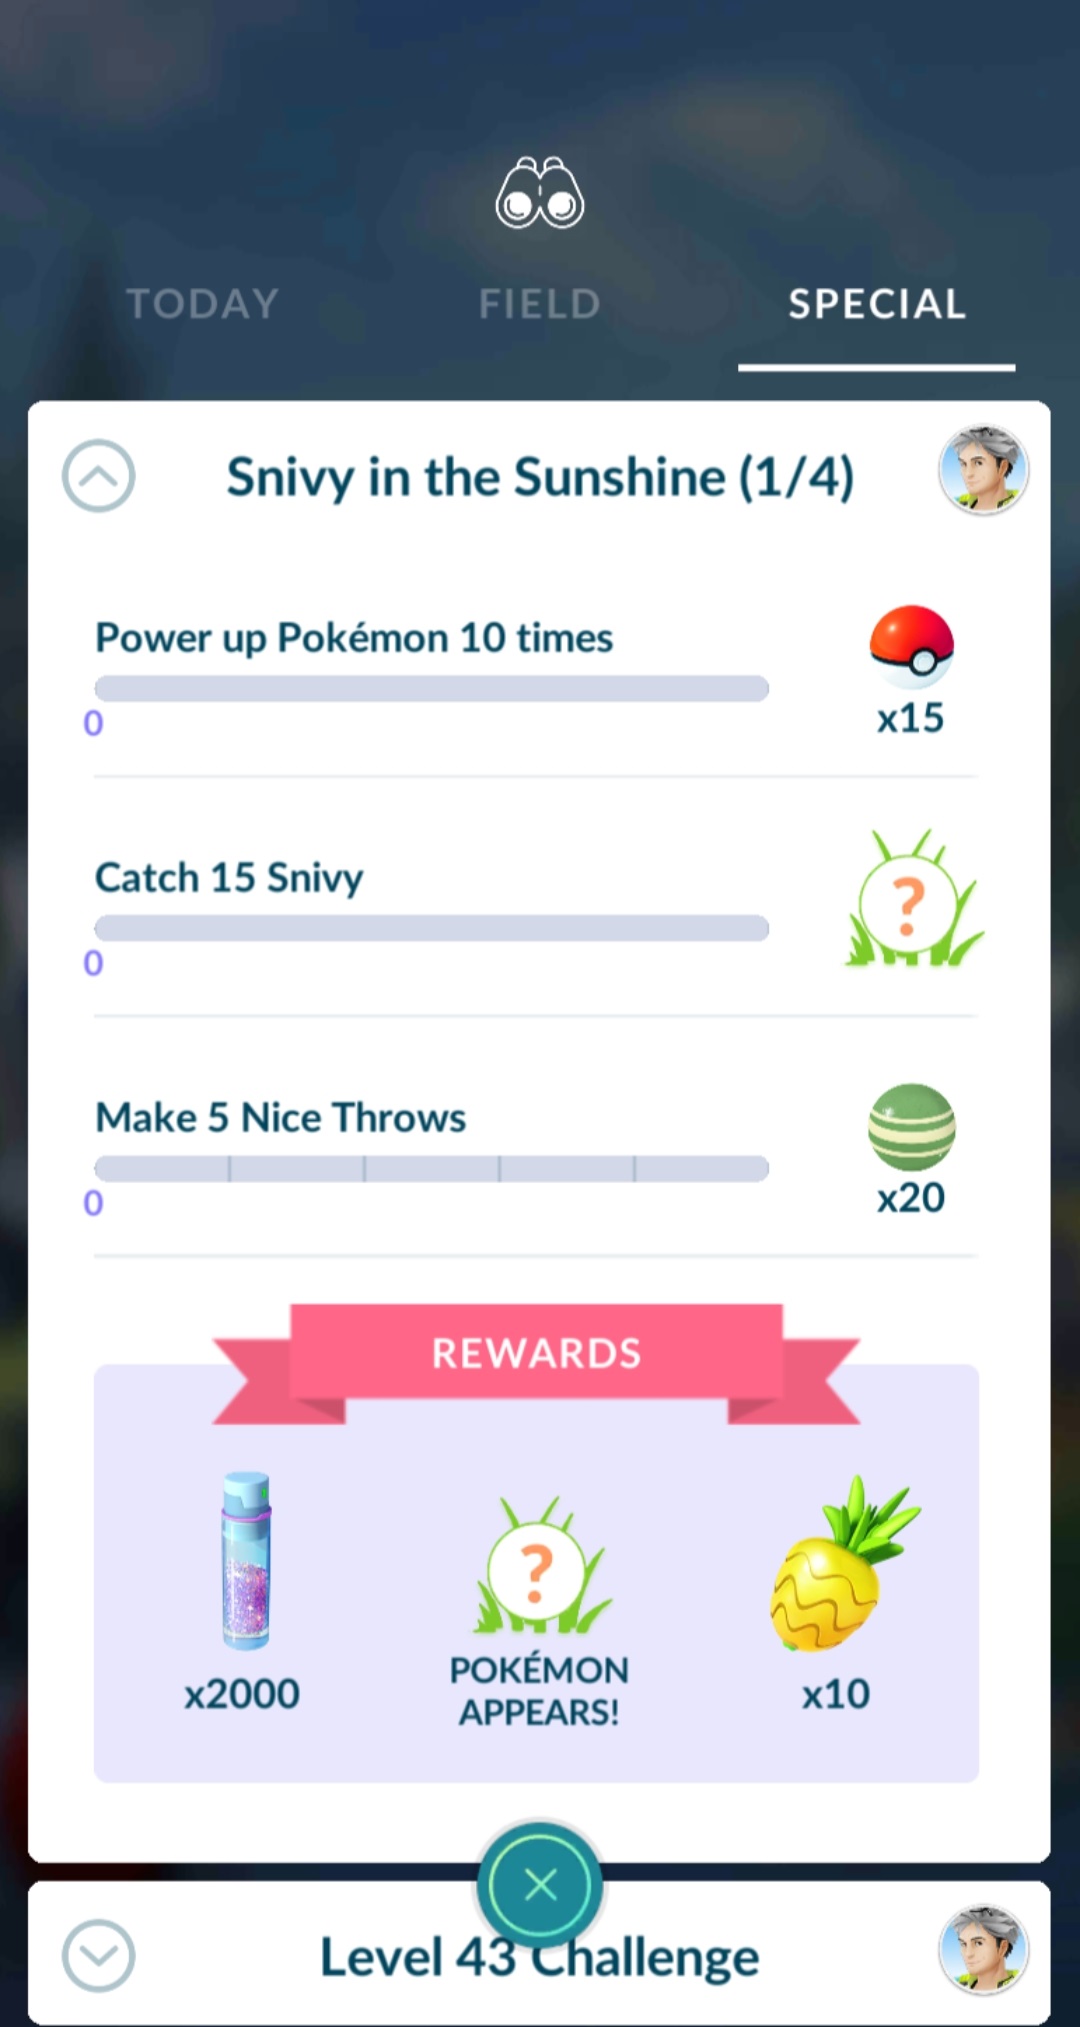 TODAY
FIELD
SPECIAL
Snivy in the Sunshine (1/4)
Power up Pokémon 10 times
0
x15
Catch 15 Snivy
0
?
Make 5 Nice Throws
0
x20
REWARDS
?
x2000
POKÉMON
APPEARS!
x10
Level 43 Challenge